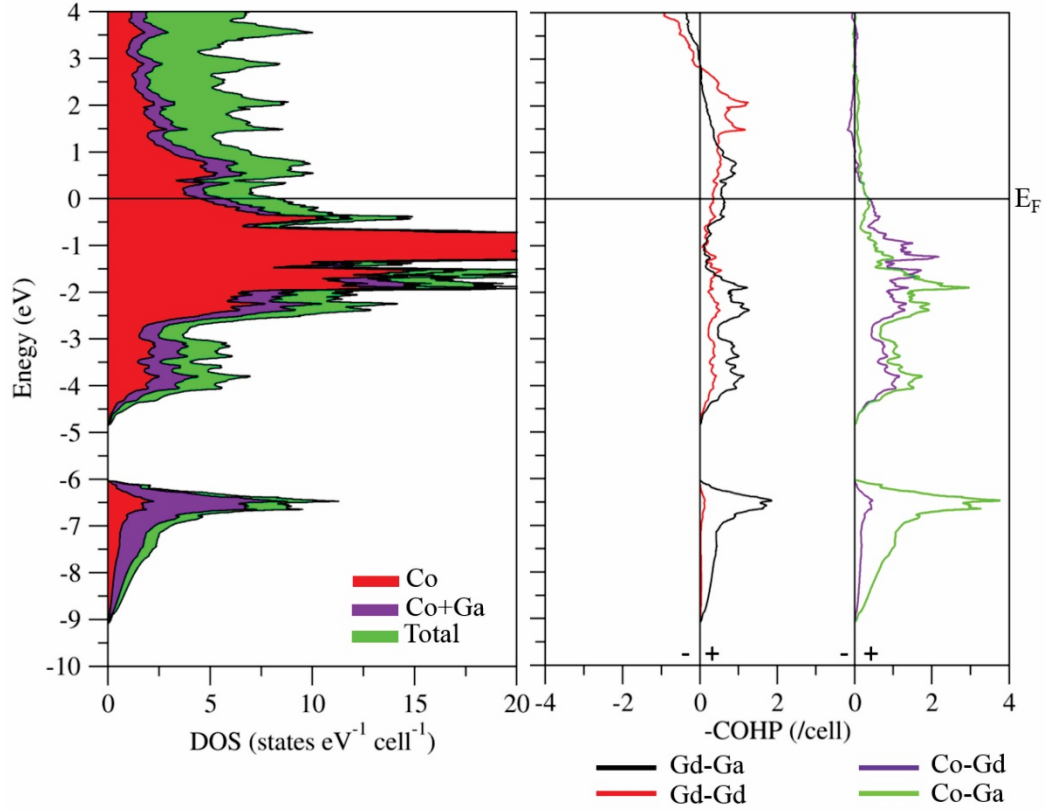 4
3
2
1
0
-1
-2
-3
-4
-5
-6
-7
-8
-9
-10
Enegy (eV)
Co
Co+Ga
Total
0 5 10 15 20
DOS (states eV⁻¹ cell⁻¹)
E_F
- +
- +
-4 -2 0 2 0 2 4
-COHP (/cell)
Gd-Ga
Gd-Gd
Co-Gd
Co-Ga